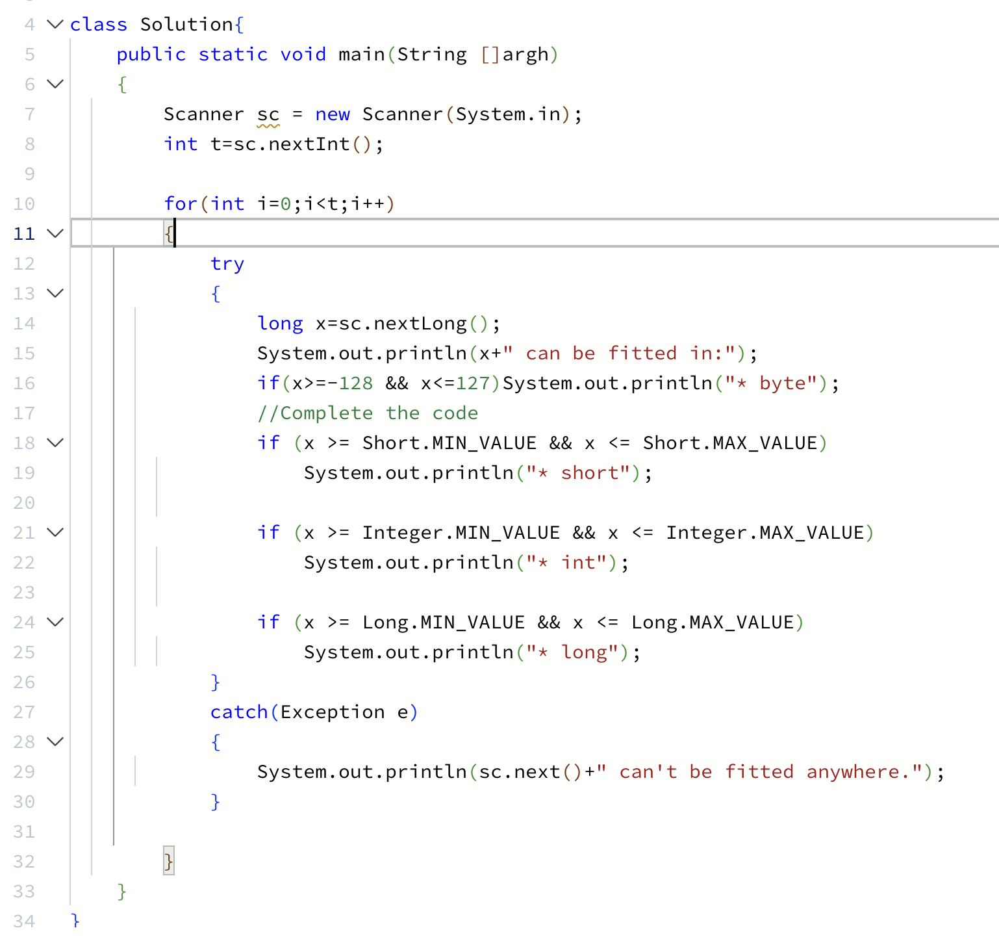 4 class Solution{
5 public static void main(String []argh)
6 {
7 Scanner sc = new Scanner(System.in);
8 int t=sc.nextInt();
9
10 for(int i=0;i<t;i++)
11 {
12 try
13 {
14 long x=sc.nextLong();
15 System.out.println(x+" can be fitted in:");
16 if(x>=-128 && x<=127)System.out.println("* byte");
17 //Complete the code
18 if (x >= Short.MIN_VALUE && x <= Short.MAX_VALUE)
19 System.out.println("* short");
20
21 if (x >= Integer.MIN_VALUE && x <= Integer.MAX_VALUE)
22 System.out.println("* int");
23
24 if (x >= Long.MIN_VALUE && x <= Long.MAX_VALUE)
25 System.out.println("* long");
26 }
27 catch(Exception e)
28 {
29 System.out.println(sc.next()+" can't be fitted anywhere.");
30 }
31
32 }
33 }
34 }